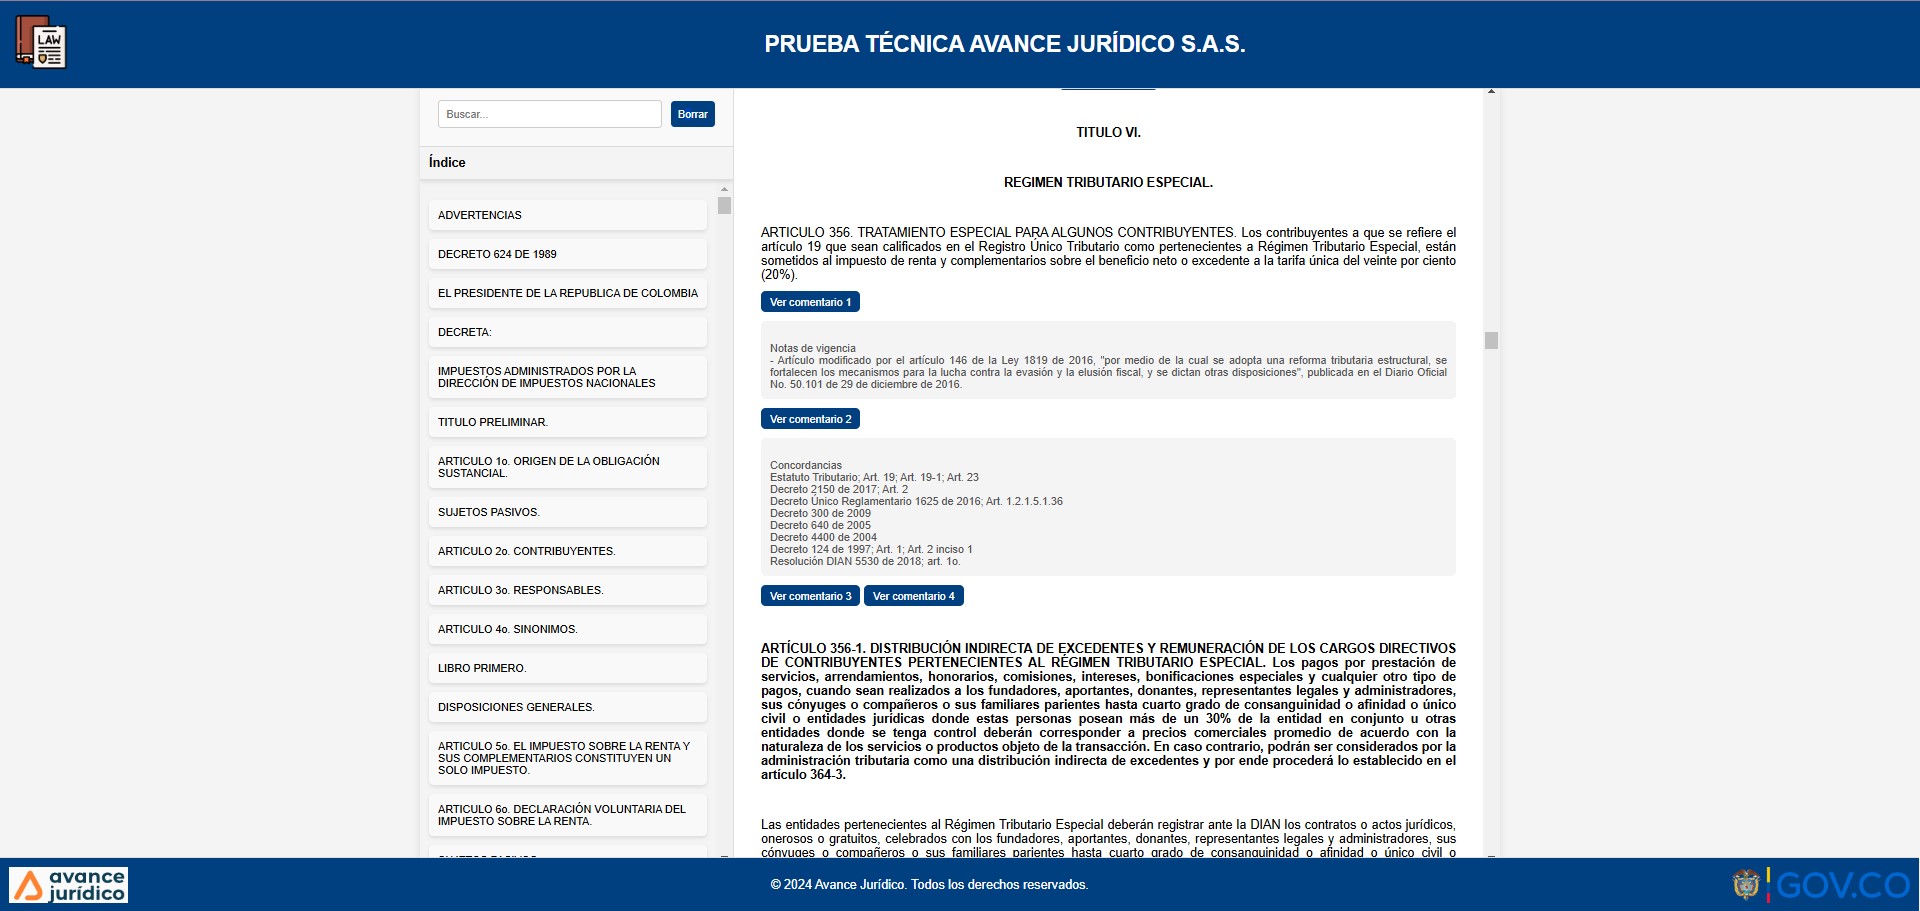 LAW
PRUEBA TÉCNICA AVANCE JURÍDICO S.A.S.
Buscar...
Borrar
Índice
ADVERTENCIAS
DECRETO 624 DE 1989
EL PRESIDENTE DE LA REPUBLICA DE COLOMBIA
DECRETA:
IMPUESTOS ADMINISTRADOS POR LA
DIRECCIÓN DE IMPUESTOS NACIONALES
TITULO PRELIMINAR.
ARTICULO 1o. ORIGEN DE LA OBLIGACIÓN
SUSTANCIAL.
SUJETOS PASIVOS.
ARTICULO 2o. CONTRIBUYENTES.
ARTICULO 3o. RESPONSABLES.
ARTICULO 4o. SINONIMOS.
LIBRO PRIMERO.
DISPOSICIONES GENERALES.
ARTICULO 5o. EL IMPUESTO SOBRE LA RENTA Y
SUS COMPLEMENTARIOS CONSTITUYEN UN
SOLO IMPUESTO.
ARTICULO 6o. DECLARACIÓN VOLUNTARIA DEL
IMPUESTO SOBRE LA RENTA.
TITULO VI.
REGIMEN TRIBUTARIO ESPECIAL.
ARTICULO 356. TRATAMIENTO ESPECIAL PARA ALGUNOS CONTRIBUYENTES. Los contribuyentes a que se refiere el
artículo 19 que sean calificados en el Registro Único Tributario como pertenecientes a Régimen Tributario Especial, están
sometidos al impuesto de renta y complementarios sobre el beneficio neto o excedente a la tarifa única del veinte por ciento
(20%).
Ver comentario 1
Notas de vigencia
- Artículo modificado por el artículo 146 de la Ley 1819 de 2016, "por medio de la cual se adopta una reforma tributaria estructural, se
fortalecen los mecanismos para la lucha contra la evasión y la elusión fiscal, y se dictan otras disposiciones", publicada en el Diario Oficial
No. 50.101 de 29 de diciembre de 2016.
Ver comentario 2
Concordancias
Estatuto Tributario; Art. 19; Art. 19-1; Art. 23
Decreto 2150 de 2017; Art. 2
Decreto Único Reglamentario 1625 de 2016; Art. 1.2.1.5.1.36
Decreto 300 de 2009
Decreto 640 de 2005
Decreto 4400 de 2004
Decreto 124 de 1997; Art. 1; Art. 2 inciso 1
Resolución DIAN 5530 de 2018; art. 1o.
Ver comentario 3 Ver comentario 4
ARTÍCULO 356-1. DISTRIBUCIÓN INDIRECTA DE EXCEDENTES Y REMUNERACIÓN DE LOS CARGOS DIRECTIVOS
DE CONTRIBUYENTES PERTENECIENTES AL RÉGIMEN TRIBUTARIO ESPECIAL. Los pagos por prestación de
servicios, arrendamientos, honorarios, comisiones, intereses, bonificaciones especiales y cualquier otro tipo de
pagos, cuando sean realizados a los fundadores, aportantes, donantes, representantes legales y administradores,
sus cónyuges o compañeros o sus familiares parientes hasta cuarto grado de consanguinidad o afinidad o único
civil o entidades jurídicas donde estas personas posean más de un 30% de la entidad en conjunto u otras
entidades donde se tenga control deberán corresponder a precios comerciales promedio de acuerdo con la
naturaleza de los servicios o productos objeto de la transacción. En caso contrario, podrán ser considerados por la
administración tributaria como una distribución indirecta de excedentes y por ende procederá lo establecido en el
artículo 364-3.
Las entidades pertenecientes al Régimen Tributario Especial deberán registrar ante la DIAN los contratos o actos jurídicos,
onerosos o gratuitos, celebrados con los fundadores, aportantes, donantes, representantes legales y administradores, sus
cónyuges o compañeros o sus familiares parientes hasta cuarto grado de consanguinidad o afinidad o único civil o
avance
jurídico
© 2024 Avance Jurídico. Todos los derechos reservados.
GOV.CO